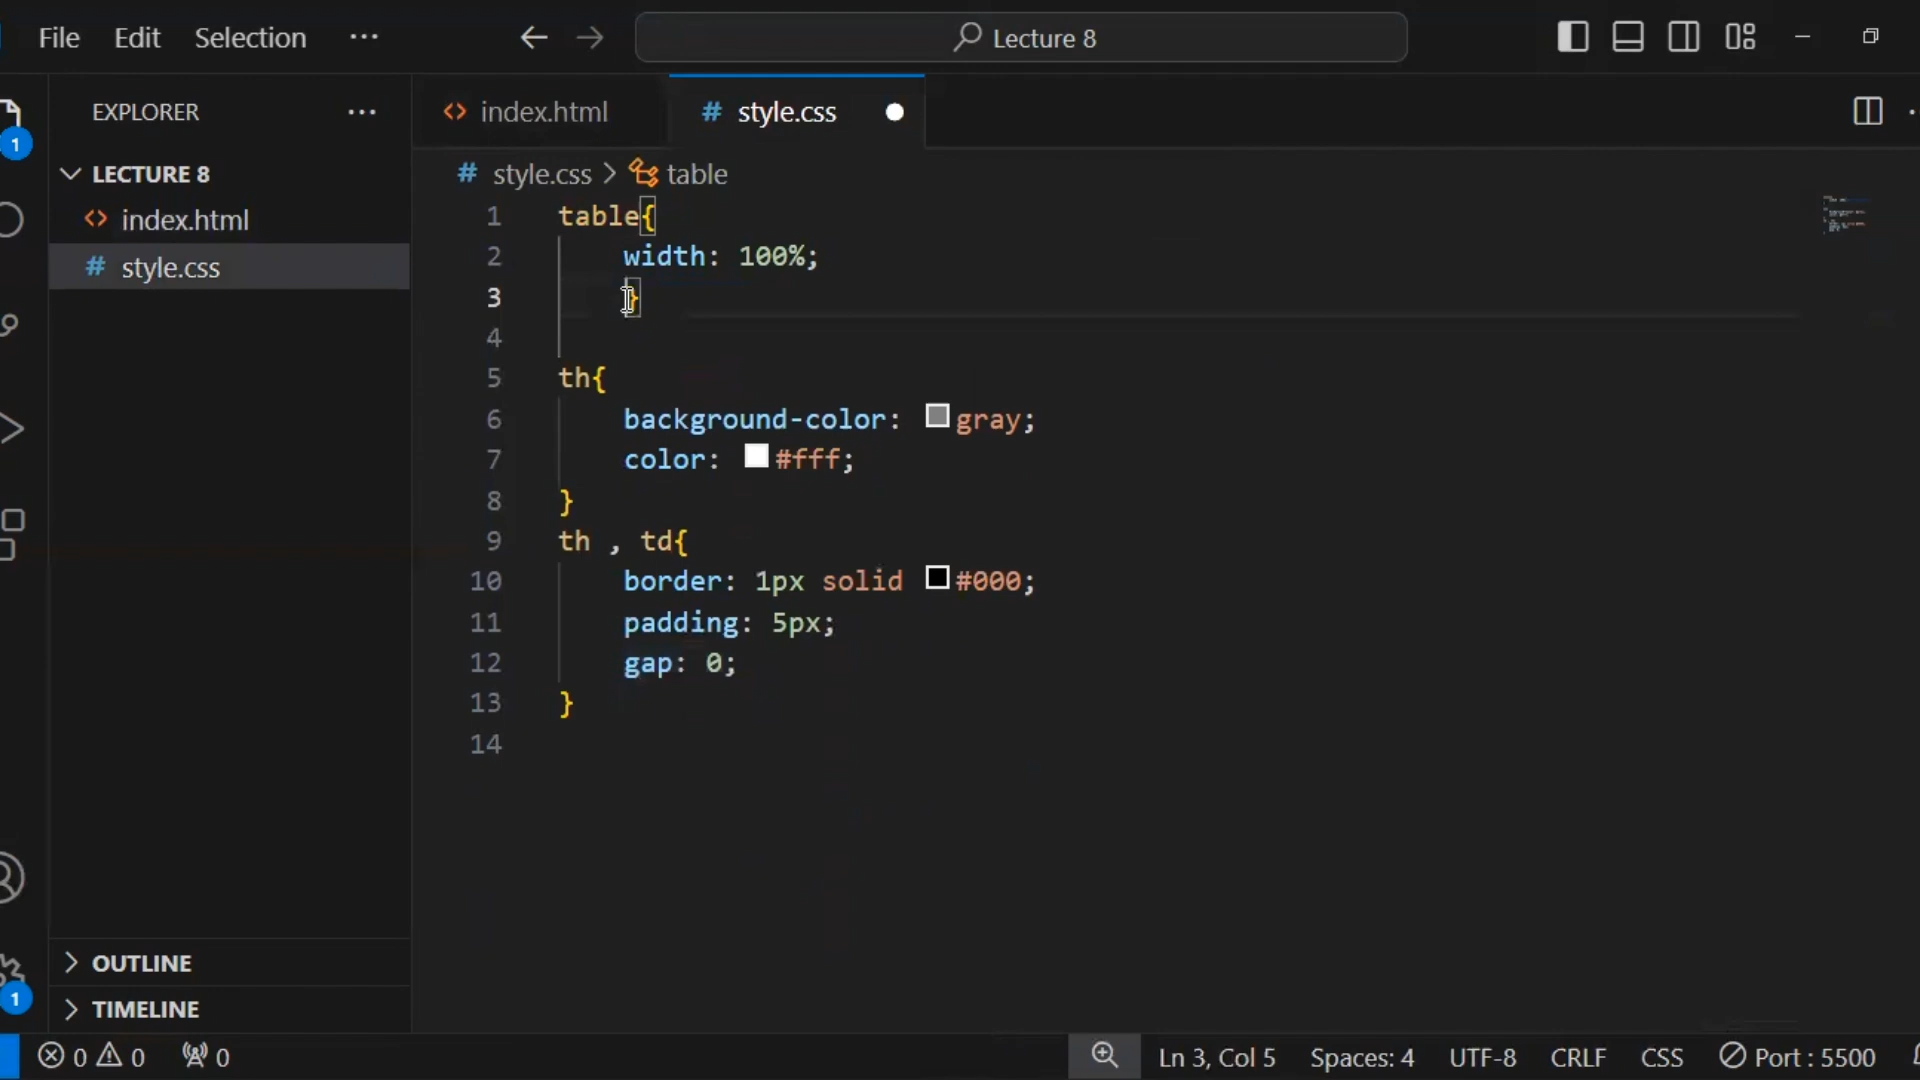 File Edit Selection ··· Lecture 8
EXPLORER ···
1
LECTURE 8
index.html
style.css
OUTLINE
TIMELINE
1
index.html
# style.css
# style.css > table
1 table{
2 width: 100%;
3 }
4
5 th{
6 background-color: gray;
7 color: #fff;
8 }
9 th , td{
10 border: 1px solid #000;
11 padding: 5px;
12 gap: 0;
13 }
14
0 0 0 Ln 3, Col 5 Spaces: 4 UTF-8 CRLF CSS Port : 5500